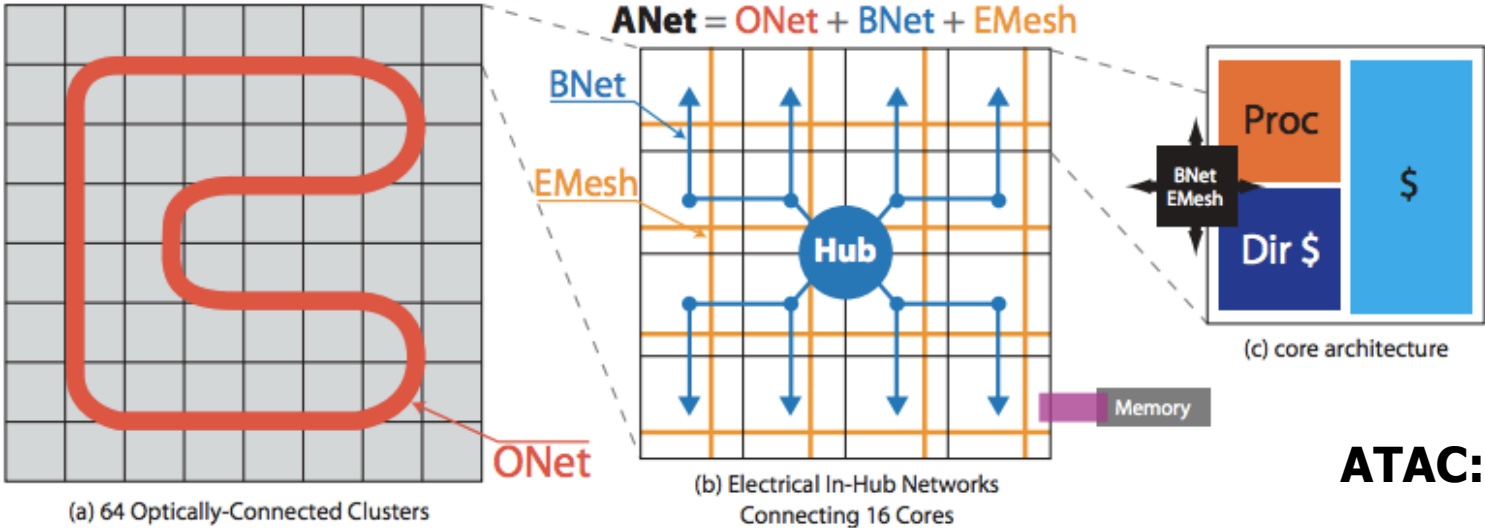 ANet = ONet + BNet + EMesh
BNet
EMesh
Hub
ONet
(a) 64 Optically-Connected Clusters
(b) Electrical In-Hub Networks
Connecting 16 Cores
Memory
Proc
$
BNet
EMesh
Dir $
(c) core architecture
ATAC: